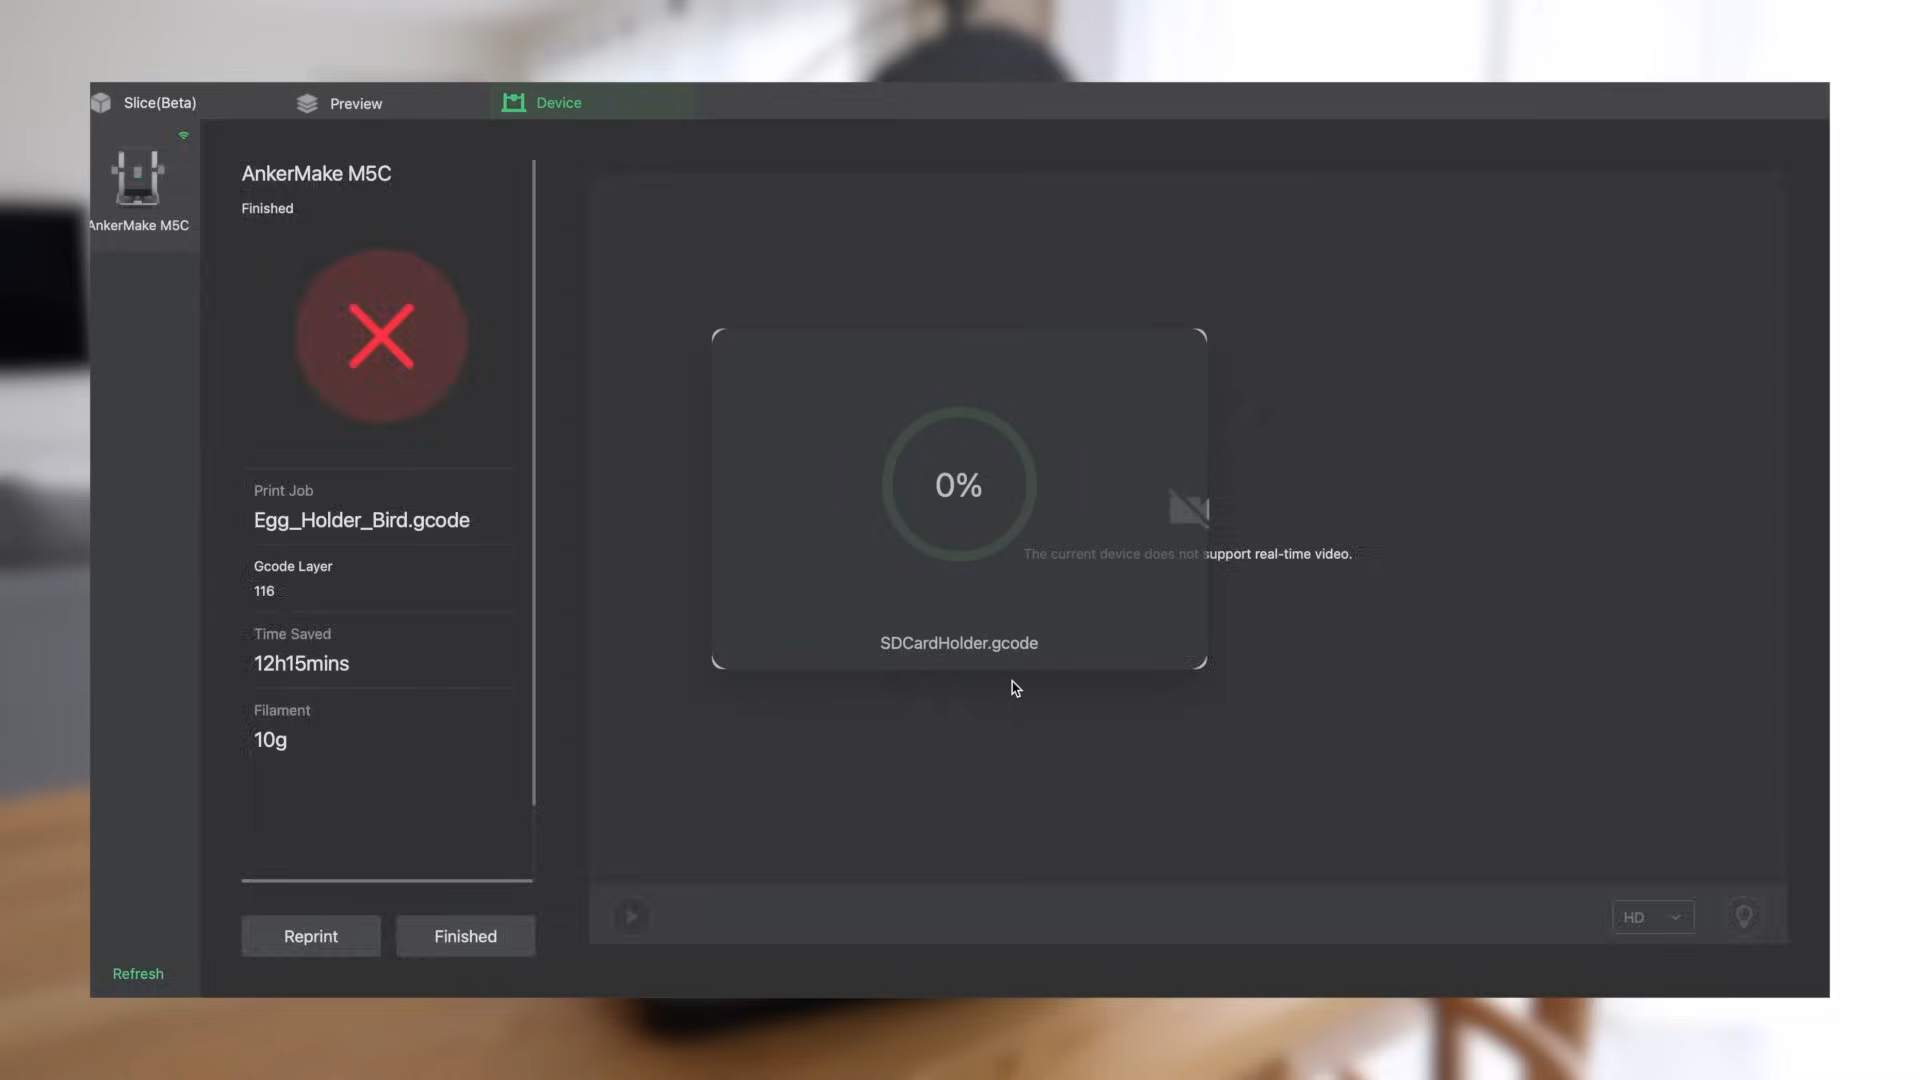 Slice(Beta)
Preview
Device
AnkerMake M5C
AnkerMake M5C
Finished
Print Job
Egg_Holder_Bird.gcode
Gcode Layer
116
Time Saved
12h15mins
Filament
10g
Reprint
Finished
Refresh
0%
The current device does not support real-time video.
SDCardHolder.gcode
HD